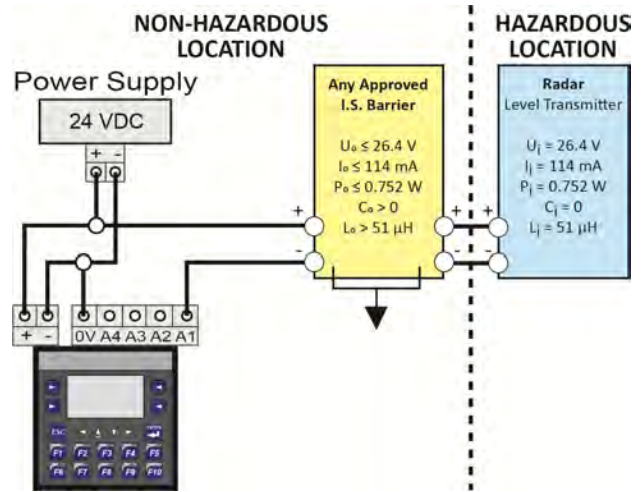 NON-HAZARDOUS
LOCATION
HAZARDOUS
LOCATION
Power Supply
24 VDC
+ -
Any Approved
I.S. Barrier
Uₒ ≤ 26.4 V
Iₒ ≤ 114 mA
Pₒ ≤ 0.752 W
Cₒ > 0
Lₒ > 51 µH
Radar
Level Transmitter
Uᵢ = 26.4 V
Iᵢ = 114 mA
Pᵢ = 0.752 W
Cᵢ = 0
Lᵢ = 51 µH
+ + +
- - -
+ - 0V A4 A3 A2 A1
ESC
F1 F2 F3 F4 F5
F6 F7 F8 F9 F10